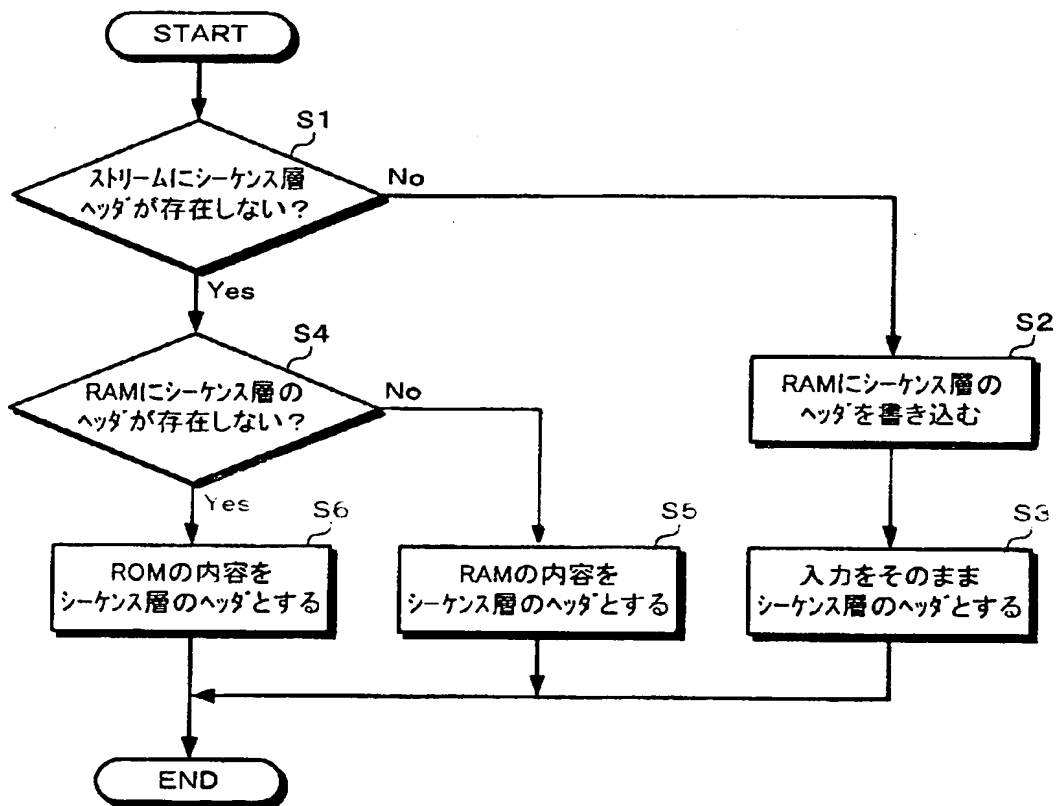 START
S1
ストリームにシーケンス層
ヘッダが存在しない?
No
Yes
S4
RAMにシーケンス層の
ヘッダが存在しない?
No
Yes
S2
RAMにシーケンス層の
ヘッダを書き込む
S6
ROMの内容を
シーケンス層のヘッダとする
S5
RAMの内容を
シーケンス層のヘッダとする
S3
入力をそのまま
シーケンス層のヘッダとする
END